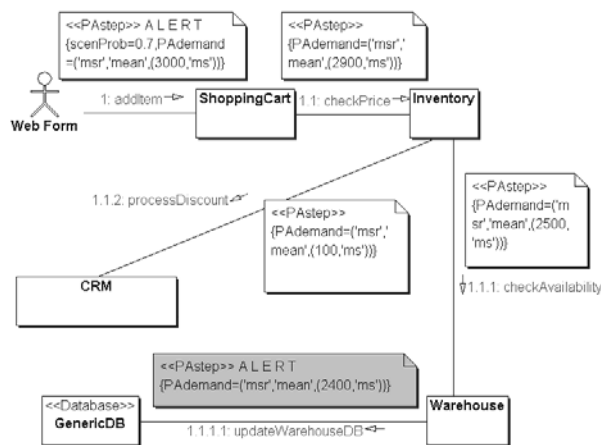 <<PAstep>> A L E R T
{scenProb=0.7,PAdemand
=('msr','mean',(3000,'ms'))}
<<PAstep>>
{PAdemand=('msr','
mean',(2900,'ms'))}
1: addItem
ShoppingCart
1.1: checkPrice
Inventory
Web Form
1.1.2: processDiscount
<<PAstep>>
{PAdemand=('msr','
mean',(100,'ms'))}
<<PAstep>>
{PAdemand=('m
sr','mean',(2500,
'ms'))}
CRM
1.1.1: checkAvailability
<<PAstep>> A L E R T
{PAdemand=('msr','mean',(2400,'ms'))}
<<Database>>
GenericDB
1.1.1.1: updateWarehouseDB
Warehouse